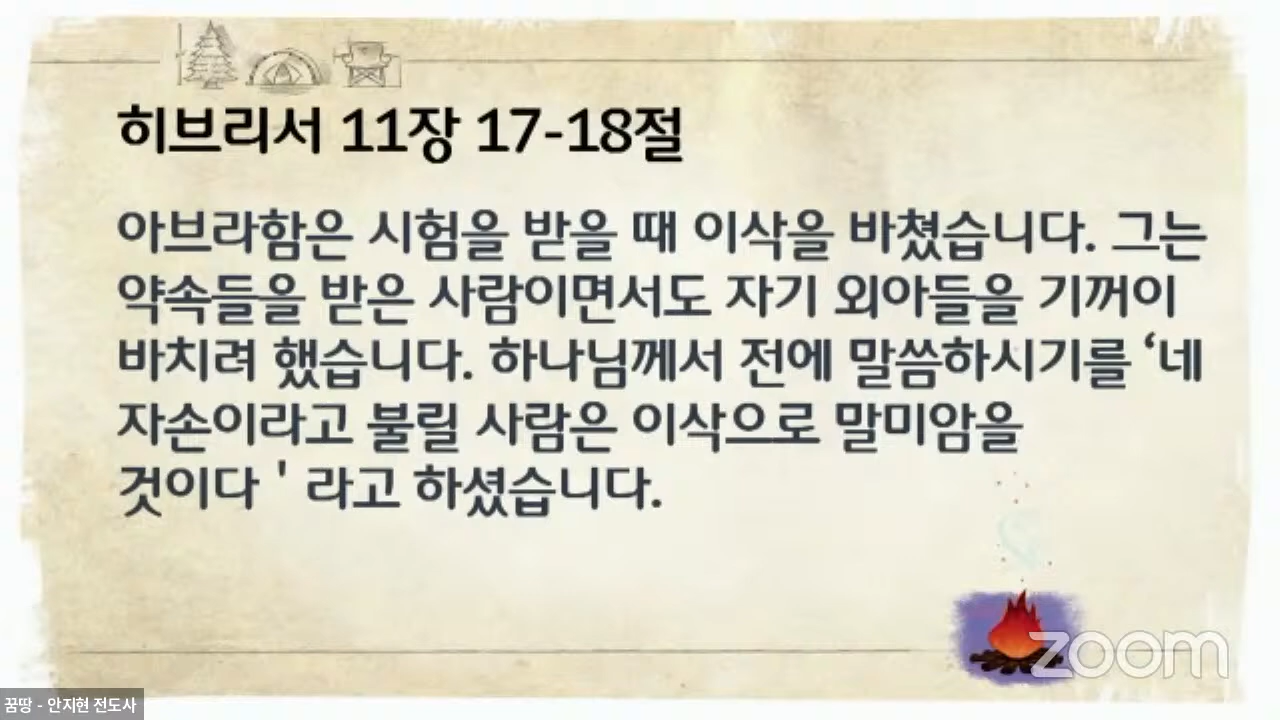 히브리서 11장 17-18절
아브라함은 시험을 받을 때 이삭을 바쳤습니다. 그는
약속들을 받은 사람이면서도 자기 외아들을 기꺼이
바치려 했습니다. 하나님께서 전에 말씀하시기를 ‘네
자손이라고 불릴 사람은 이삭으로 말미암을
것이다 ' 라고 하셨습니다.
zoom
꿈땅 - 안지현 전도사